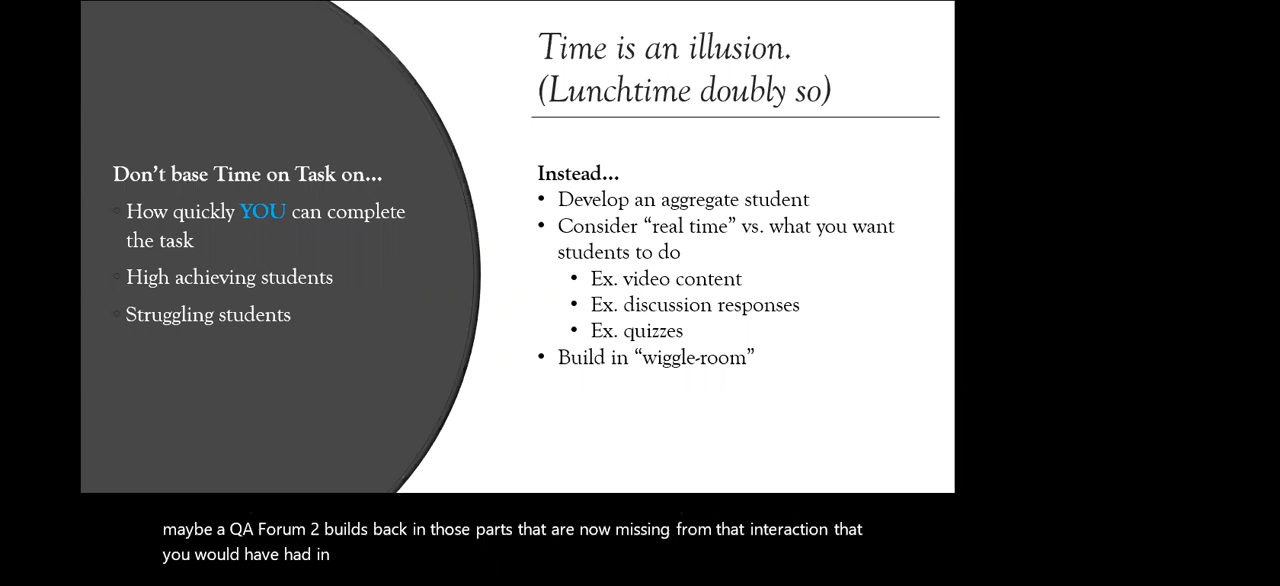 Time is an illusion.
(Lunchtime doubly so)
Don't base Time on Task on...
How quickly YOU can complete
the task
High achieving students
Struggling students
Instead...
• Develop an aggregate student
• Consider “real time” vs. what you want
students to do
• Ex. video content
• Ex. discussion responses
• Ex. quizzes
• Build in “wiggle-room”
maybe a QA Forum 2 builds back in those parts that are now missing from that interaction that
you would have had in